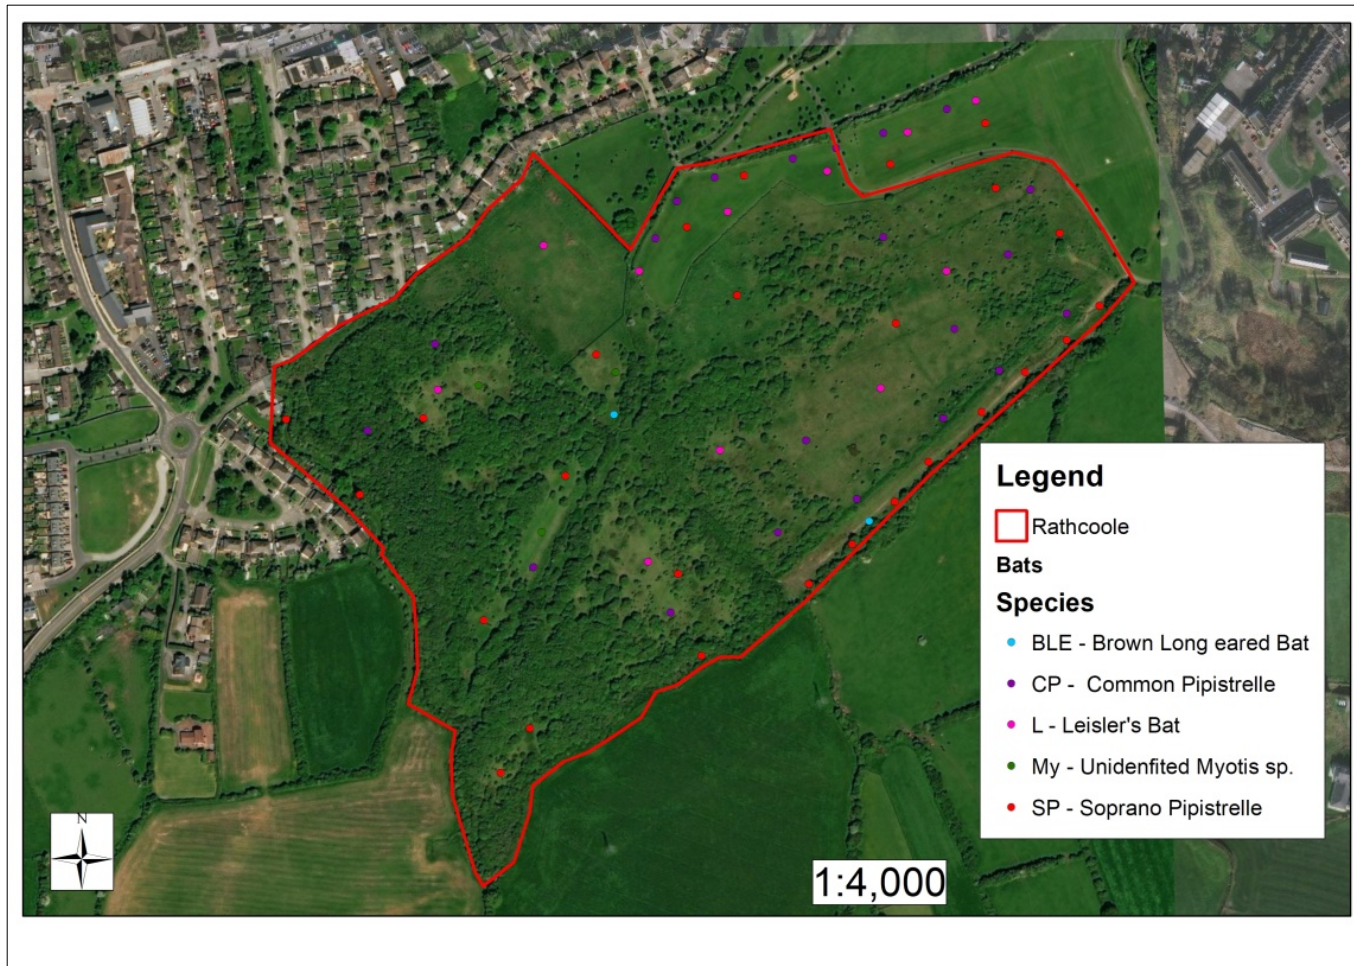 Legend
Rathcoole
Bats
Species
BLE - Brown Long eared Bat
CP -  Common Pipistrelle
L - Leisler's Bat
My - Unidenfited Myotis sp.
SP - Soprano Pipistrelle
N
1:4,000